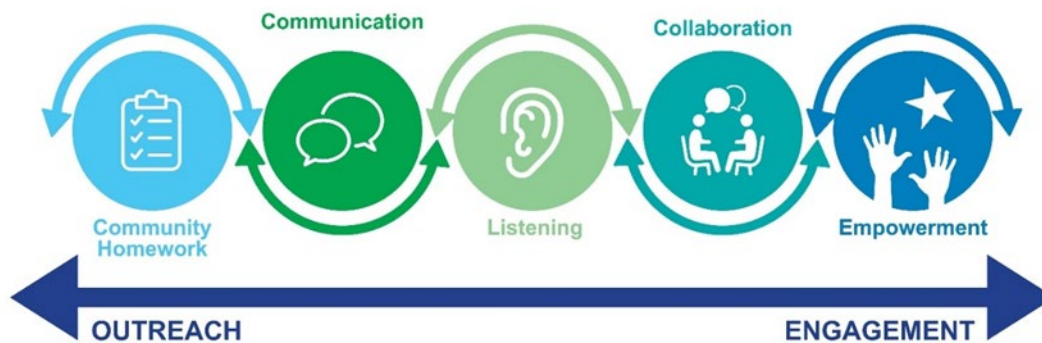 Communication
Collaboration
Community
Homework
Listening
Empowerment
OUTREACH
ENGAGEMENT